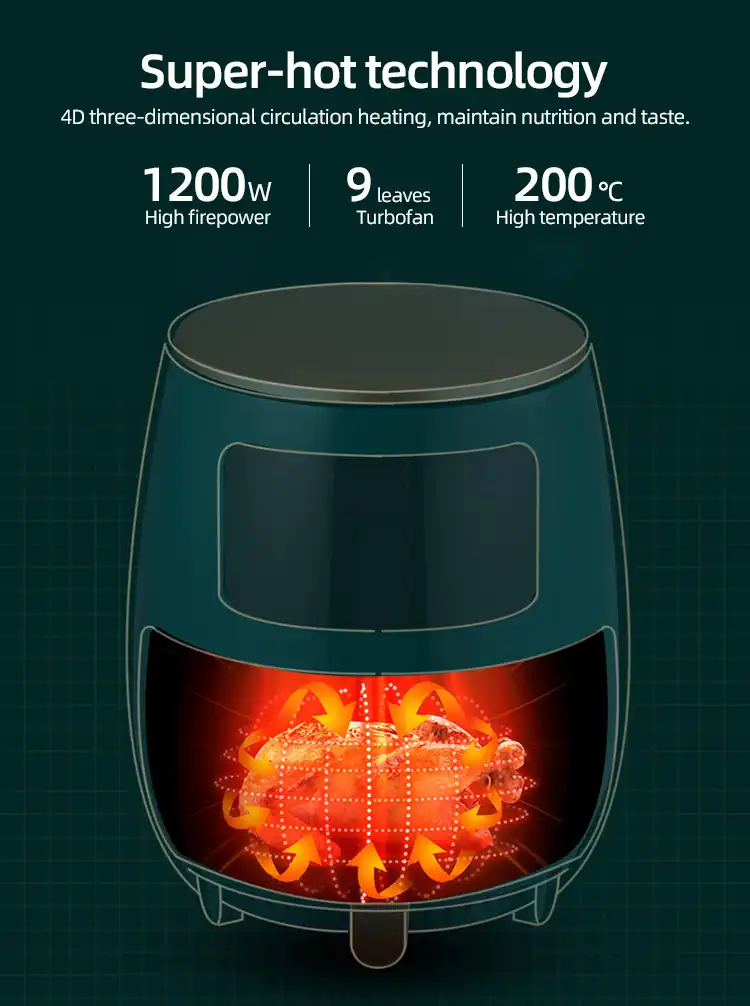 Super-hot technology
4D three-dimensional circulation heating, maintain nutrition and taste.
1200W
High firepower
9 leaves
Turbofan
200 °C
High temperature